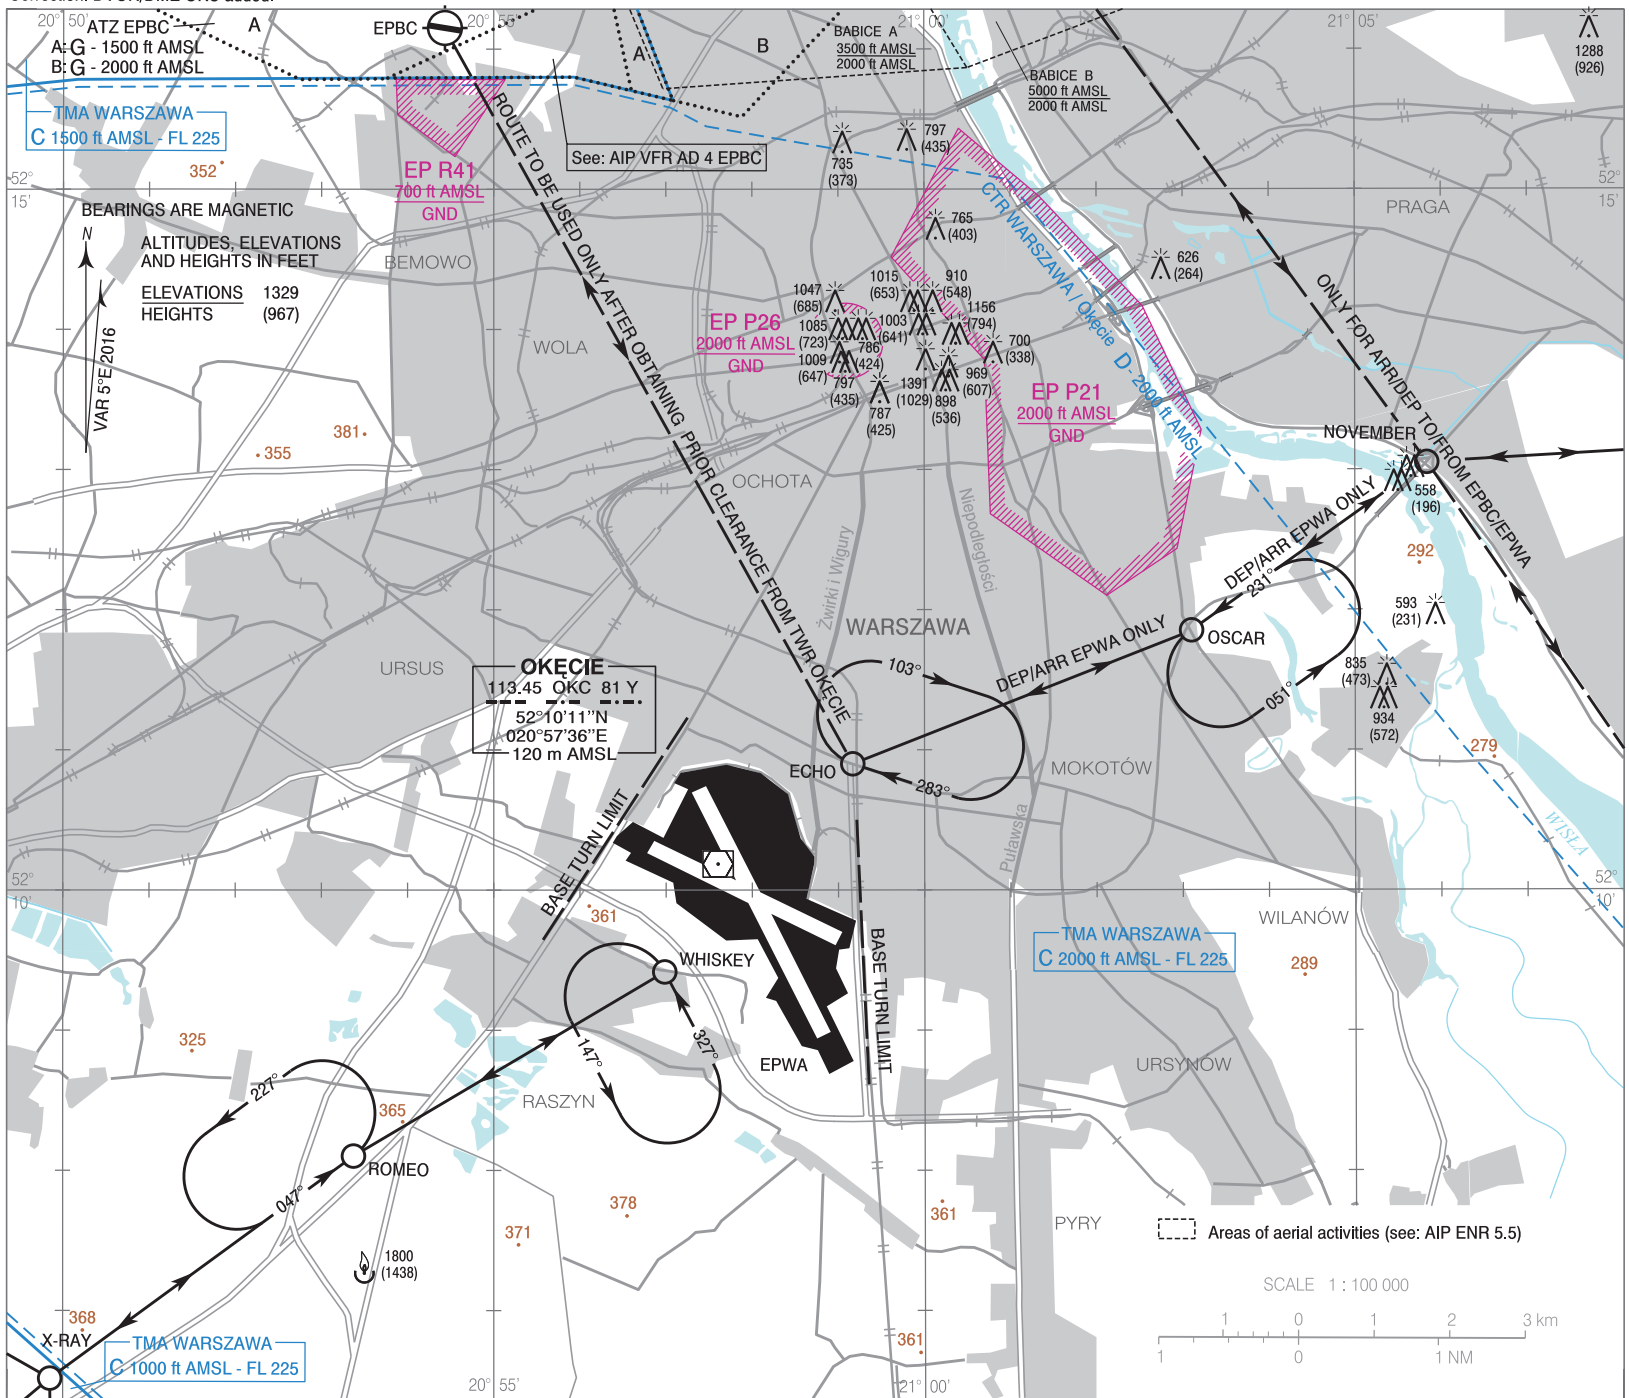 20° 50'
20° 55'
21° 00'
21° 05'
ATZ EPBC
A: G - 1500 ft AMSL
B: G - 2000 ft AMSL
A
EPBC
A
B
BABICE A
3500 ft AMSL
2000 ft AMSL
BABICE B
5000 ft AMSL
2000 ft AMSL
1288
(926)
TMA WARSZAWA
C 1500 ft AMSL - FL 225
352
52°
15'
EP R41
700 ft AMSL
GND
See: AIP VFR AD 4 EPBC
735
(373)
797
(435)
52°
15'
BEARINGS ARE MAGNETIC
N
VAR 5°E/2016
ALTITUDES, ELEVATIONS
AND HEIGHTS IN FEET
ELEVATIONS 1329
HEIGHTS (967)
BEMOWO
ROUTE TO BE USED ONLY AFTER OBTAINING PRIOR CLEARANCE FROM TWR OKĘCIE
765
(403)
CTR WARSZAWA / Okęcie D - 2000 ft AMSL
626
(264)
PRAGA
ONLY FOR ARR/DEP TO/FROM EPBC/EPWA
WOLA
EP P26
2000 ft AMSL
GND
1047
(685)
1085
(723)
1009
(647)
797
(435)
786
(424)
787
(425)
1015
(653)
910
(548)
1003
(641)
1156
(794)
700
(338)
969
(607)
1391
(1029)
898
(536)
EP P21
2000 ft AMSL
GND
381
355
OCHOTA
NOVEMBER
558
(196)
Żwirki i Wigury
Niepodległości
DEP/ARR EPWA ONLY
231°
292
593
(231)
WARSZAWA
OSCAR
DEP/ARR EPWA ONLY
103°
051°
835
(473)
934
(572)
279
URSUS
OKĘCIE
113.45 OKC 81 Y
52°10'11''N
020°57'36''E
120 m AMSL
ECHO
283°
MOKOTÓW
BASE TURN LIMIT
Puławska
WISŁA
52°
10'
52°
10'
361
WILANÓW
WHISKEY
BASE TURN LIMIT
TMA WARSZAWA
C 2000 ft AMSL - FL 225
289
325
147°
327°
EPWA
URSYNÓW
227°
365
RASZYN
ROMEO
047°
378
371
361
PYRY
Areas of aerial activities (see: AIP ENR 5.5)
1800
(1438)
SCALE 1 : 100 000
1 0 1 2 3 km
1 0 1 NM
368
X-RAY
TMA WARSZAWA
C 1000 ft AMSL - FL 225
361
20° 55'
21° 00'